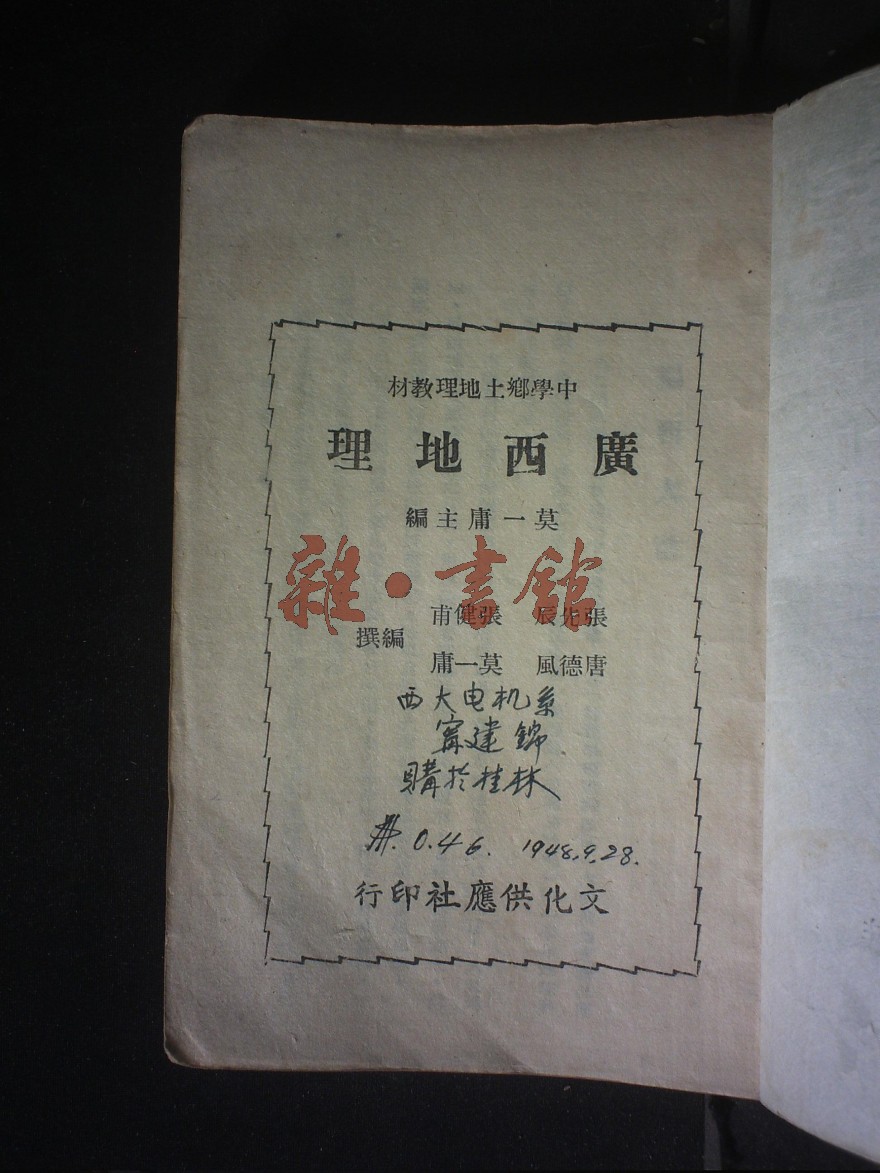 中學鄉土地理教材
廣西地理
莫一庸主編
雜·書館
張先辰 張健甫
編撰
唐德風 莫一庸
西大电机系
甯建錦
購於桂林
0.46. 1948.9.28.
文化供應社印行